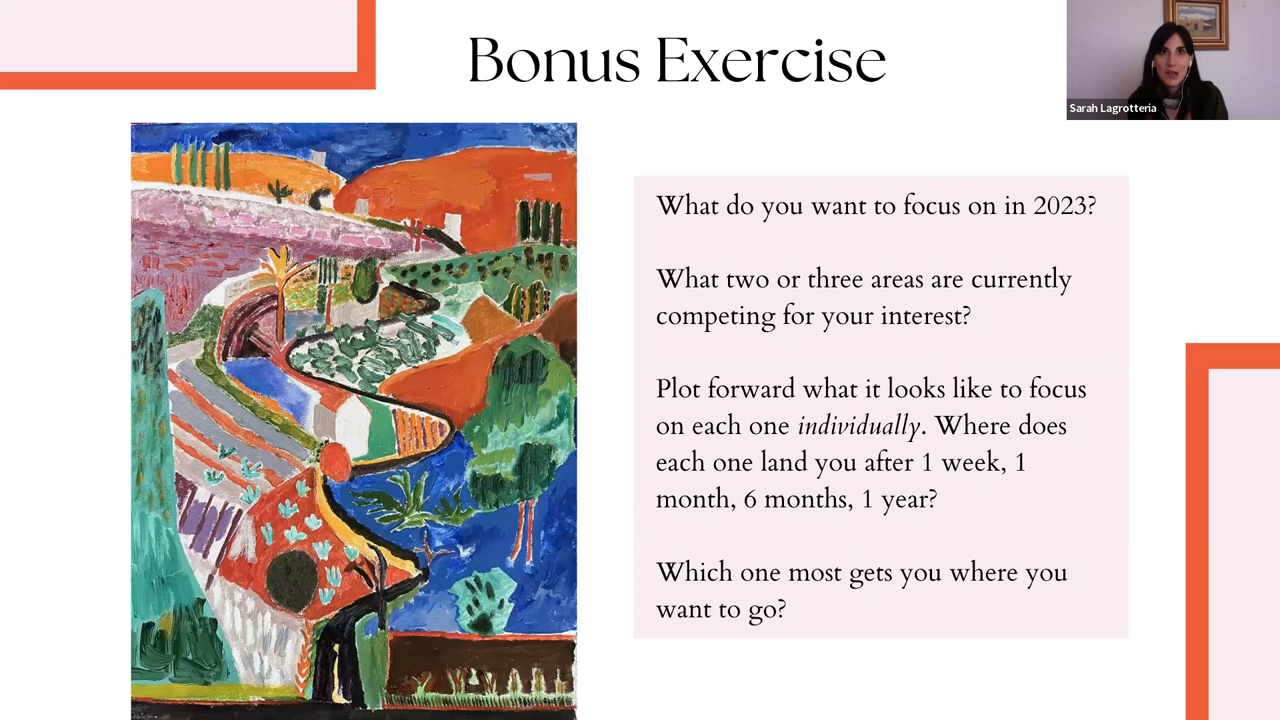 Bonus Exercise
Sarah Lagrotteria
What do you want to focus on in 2023?
What two or three areas are currently
competing for your interest?
Plot forward what it looks like to focus
on each one individually. Where does
each one land you after 1 week, 1
month, 6 months, 1 year?
Which one most gets you where you
want to go?